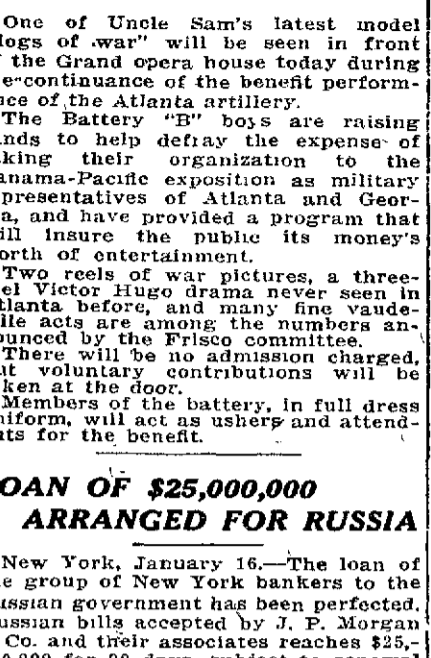 One of Uncle Sam's latest model
dogs of war" will be seen in front
the Grand opera house today during
e-continuance of the benefit perform-
nce of the Atlanta artillery.
The Battery "B" boys are raising
nds to help defray the expense of
king their organization to the
anama-Pacific exposition as military
presentatives of Atlanta and Geor-
a, and have provided a program that
ill insure the public its money's
orth of entertainment.
Two reels of war pictures, a three-
el Victor Hugo drama never seen in
tlanta before, and many fine vaude-
ille acts are among the numbers an-
ounced by the Frisco committee.
There will be no admission charged,
ut voluntary contributions will be
ken at the door.
Members of the battery, in full dress
niform, will act as ushers and attend-
nts for the benefit.
OAN OF $25,000,000
ARRANGED FOR RUSSIA
New York, January 16.—The loan of
e group of New York bankers to the
ussian government has been perfected.
ussian bills accepted by J. P. Morgan
Co. and their associates reaches $25,-